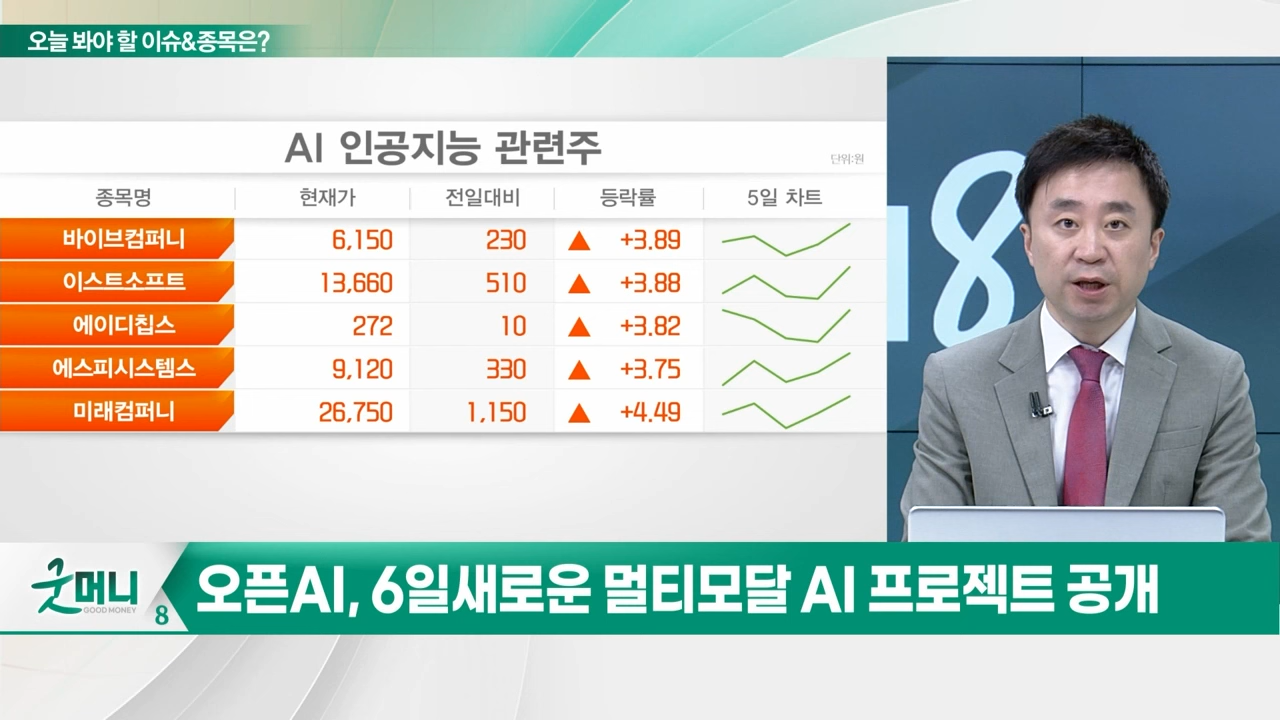 오늘 봐야 할 이슈&종목은?
AI 인공지능 관련주
단위:원
종목명 현재가 전일대비 등락률 5일 차트
바이브컴퍼니 6,150 230 ▲ +3.89
이스트소프트 13,660 510 ▲ +3.88
에이디칩스 272 10 ▲ +3.82
에스피시스템스 9,120 330 ▲ +3.75
미래컴퍼니 26,750 1,150 ▲ +4.49
8
굿머니
GOOD MONEY
8
오픈AI, 6일새로운 멀티모달 AI 프로젝트 공개